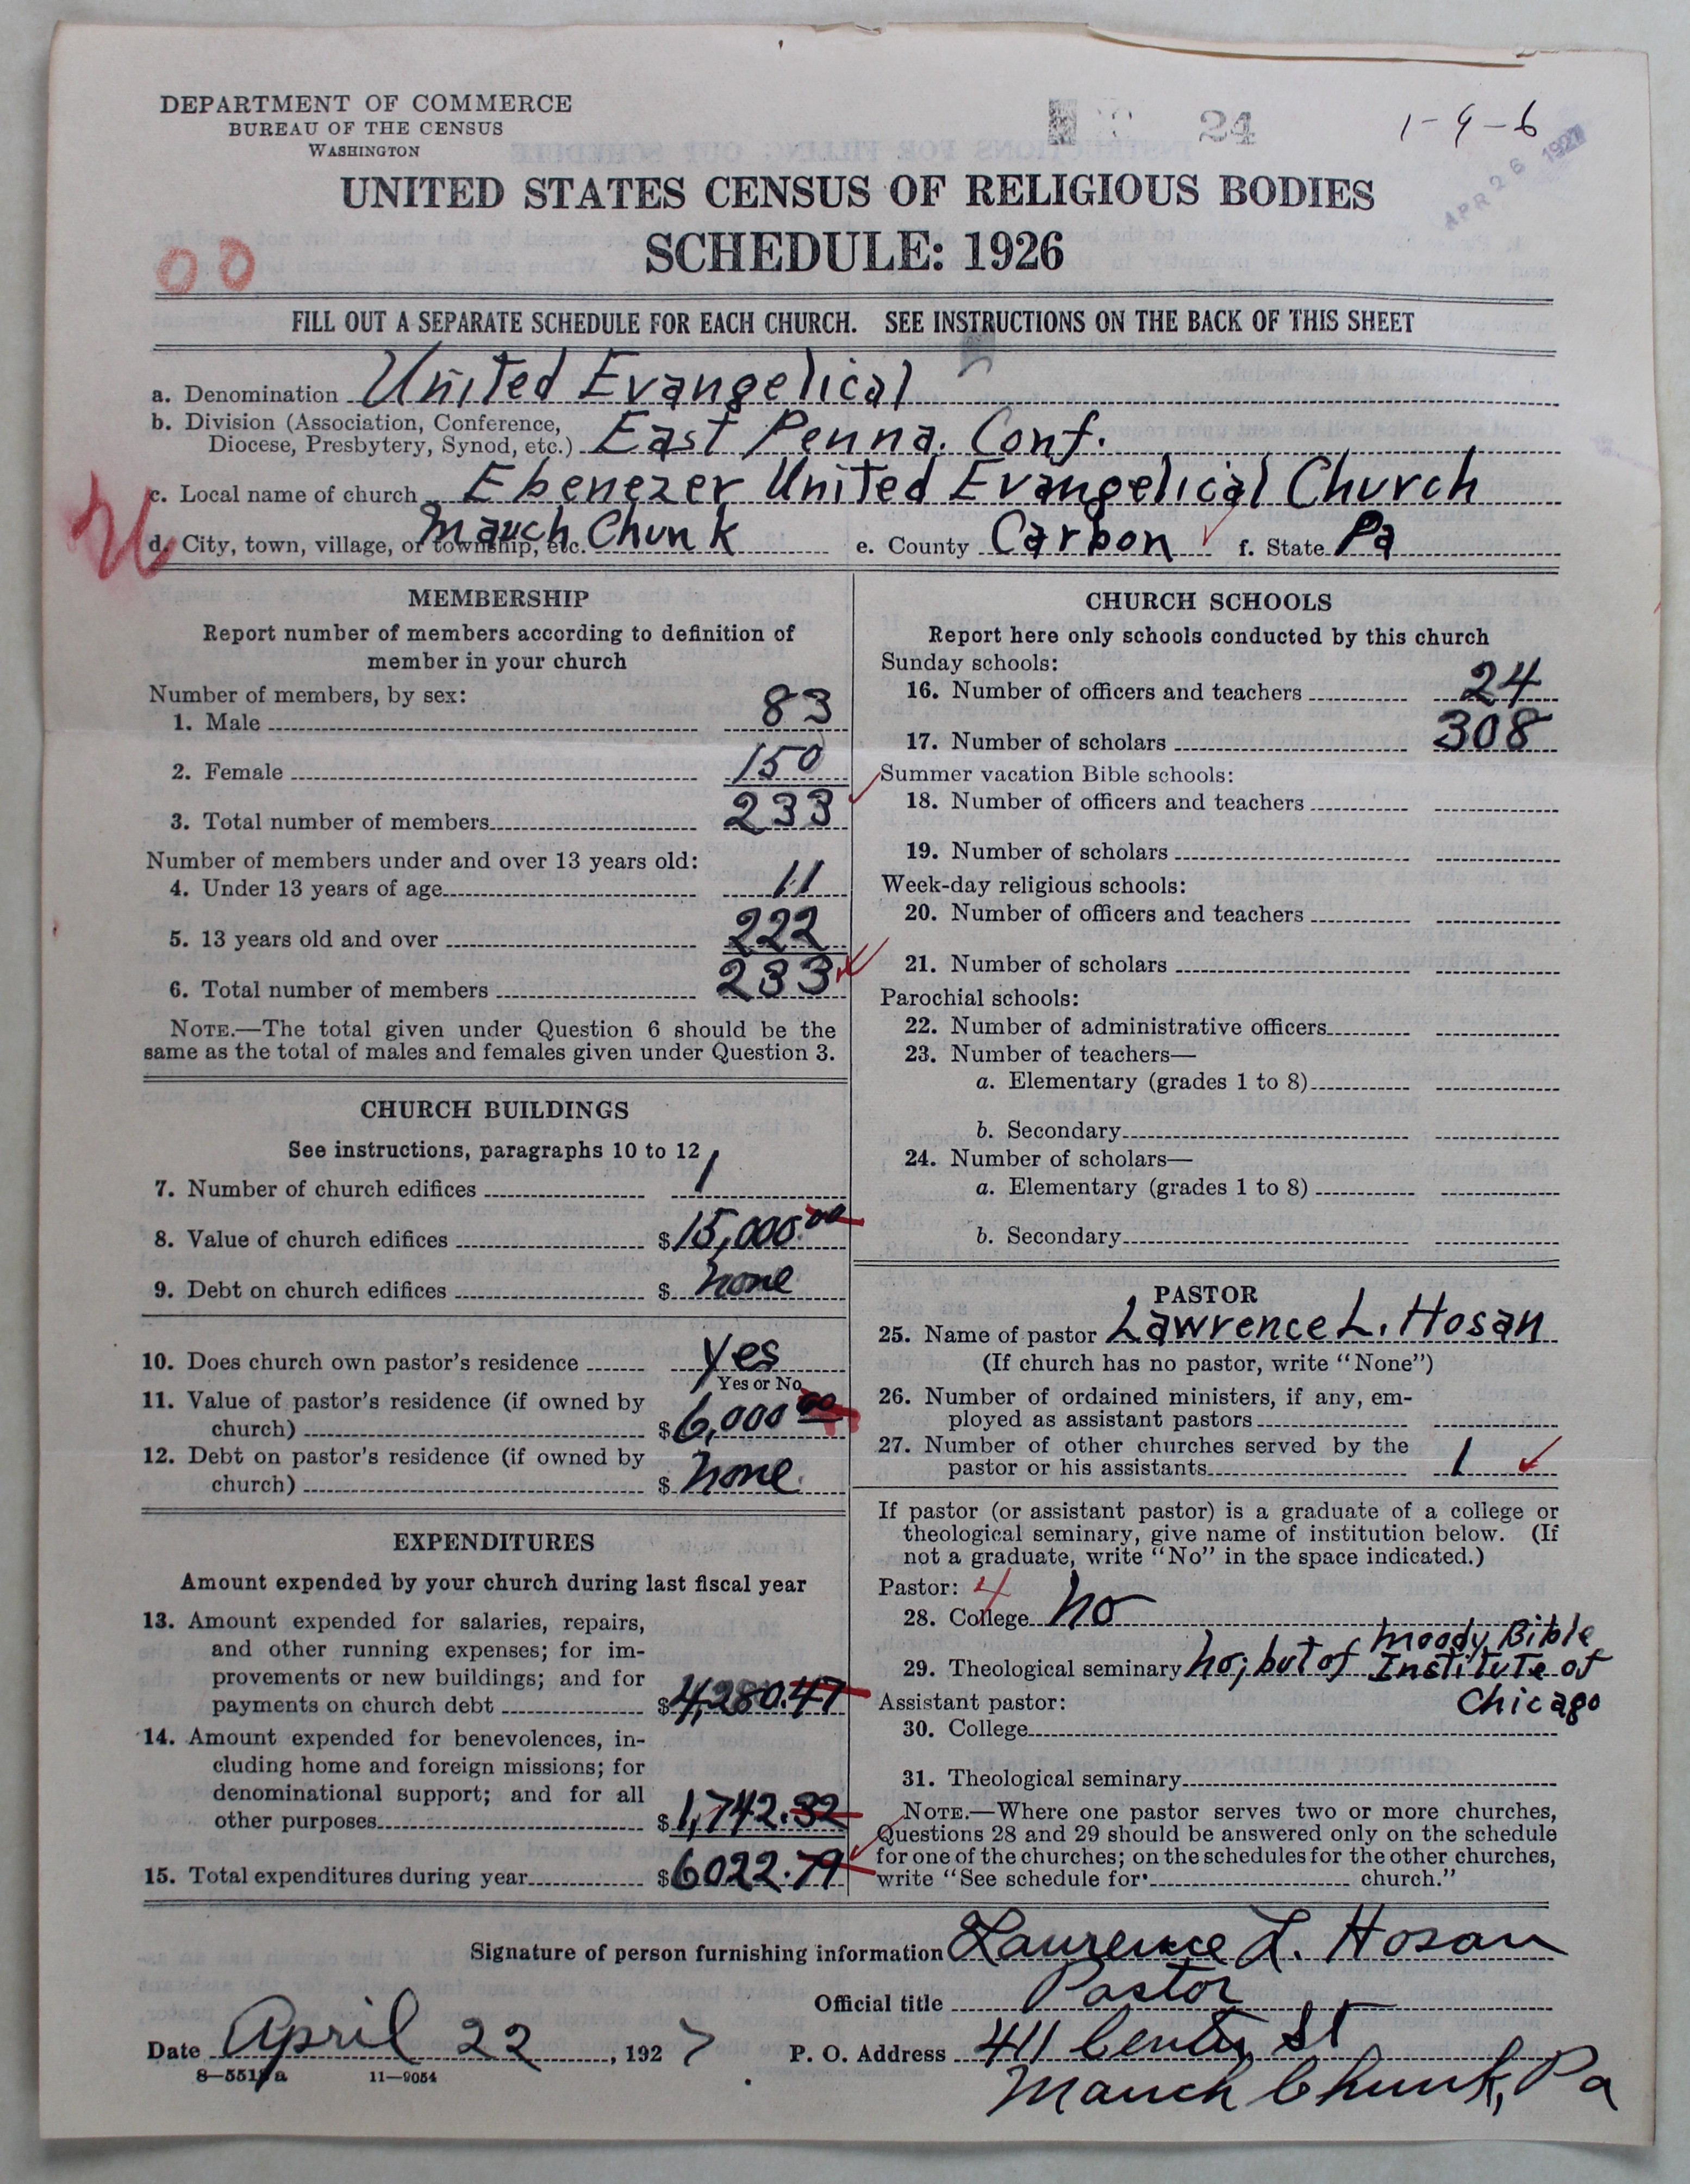 DEPARTMENT OF COMMERCE
BUREAU OF THE CENSUS
WASHINGTON
24
1-9-6
APR 26 1927
UNITED STATES CENSUS OF RELIGIOUS BODIES
SCHEDULE: 1926
00
FILL OUT A SEPARATE SCHEDULE FOR EACH CHURCH. SEE INSTRUCTIONS ON THE BACK OF THIS SHEET
a. Denomination United Evangelical
b. Division (Association, Conference,
Diocese, Presbytery, Synod, etc.) East Penna. Conf.
c. Local name of church Ebenezer United Evangelical Church
d. City, town, village, or township, etc. Mauch Chunk e. County Carbon f. State Pa
MEMBERSHIP
Report number of members according to definition of
member in your church
Number of members, by sex:
1. Male 83
2. Female 150
3. Total number of members 233
Number of members under and over 13 years old:
4. Under 13 years of age 11
5. 13 years old and over 222
6. Total number of members 233
NOTE.—The total given under Question 6 should be the
same as the total of males and females given under Question 3.
CHURCH BUILDINGS
See instructions, paragraphs 10 to 12
7. Number of church edifices 1
8. Value of church edifices $15,000.00
9. Debt on church edifices $ none
10. Does church own pastor's residence Yes
Yes or No
11. Value of pastor's residence (if owned by
church) $6,000 00
12. Debt on pastor's residence (if owned by
church) $ none.
EXPENDITURES
Amount expended by your church during last fiscal year
13. Amount expended for salaries, repairs,
and other running expenses; for im-
provements or new buildings; and for
payments on church debt $4,280.47
14. Amount expended for benevolences, in-
cluding home and foreign missions; for
denominational support; and for all
other purposes $1,742.32
15. Total expenditures during year $6022.79
CHURCH SCHOOLS
Report here only schools conducted by this church
Sunday schools:
16. Number of officers and teachers 24
17. Number of scholars 308
Summer vacation Bible schools:
18. Number of officers and teachers
19. Number of scholars
Week-day religious schools:
20. Number of officers and teachers
21. Number of scholars
Parochial schools:
22. Number of administrative officers
23. Number of teachers—
a. Elementary (grades 1 to 8)
b. Secondary
24. Number of scholars—
a. Elementary (grades 1 to 8)
b. Secondary
PASTOR
25. Name of pastor Lawrence L. Hosan
(If church has no pastor, write "None")
26. Number of ordained ministers, if any, em-
ployed as assistant pastors
27. Number of other churches served by the
pastor or his assistants 1
If pastor (or assistant pastor) is a graduate of a college or
theological seminary, give name of institution below. (If
not a graduate, write "No" in the space indicated.)
Pastor: 4
28. College no
29. Theological seminary no; but of Moody Bible
Institute of
Chicago
Assistant pastor:
30. College
31. Theological seminary
NOTE.—Where one pastor serves two or more churches,
Questions 28 and 29 should be answered only on the schedule
for one of the churches; on the schedules for the other churches,
write "See schedule for church."
Signature of person furnishing information Lawrence L. Hosan
Official title Pastor
Date April 22, 1927 P. O. Address 411 Center St
Mauch Chunk, Pa
8-551 a 11-9054